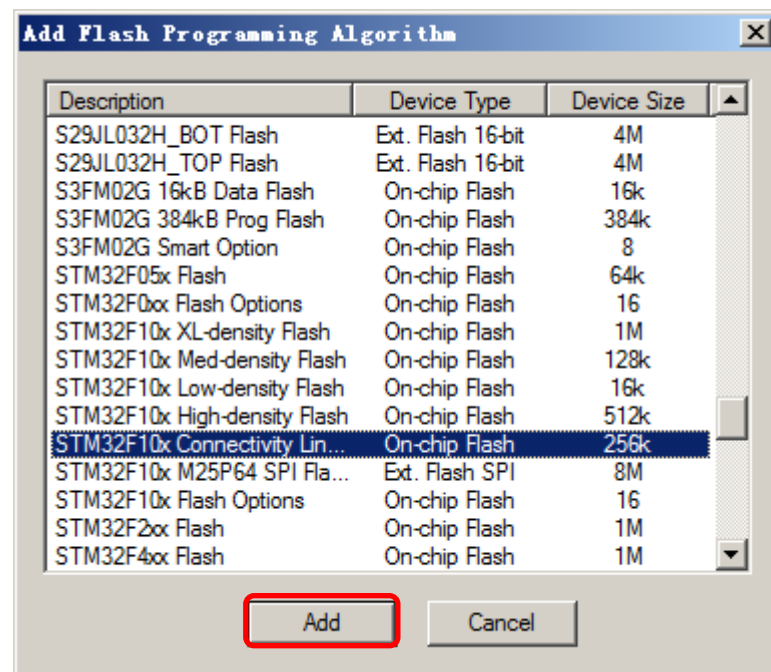 Add Flash Programming Algorithm
Description Device Type Device Size
S29JL032H_BOT Flash Ext. Flash 16-bit 4M
S29JL032H_TOP Flash Ext. Flash 16-bit 4M
S3FM02G 16kB Data Flash On-chip Flash 16k
S3FM02G 384kB Prog Flash On-chip Flash 384k
S3FM02G Smart Option On-chip Flash 8
STM32F05x Flash On-chip Flash 64k
STM32F0xx Flash Options On-chip Flash 16
STM32F10x XL-density Flash On-chip Flash 1M
STM32F10x Med-density Flash On-chip Flash 128k
STM32F10x Low-density Flash On-chip Flash 16k
STM32F10x High-density Flash On-chip Flash 512k
STM32F10x Connectivity Lin... On-chip Flash 256k
STM32F10x M25P64 SPI Fla... Ext. Flash SPI 8M
STM32F10x Flash Options On-chip Flash 16
STM32F2xx Flash On-chip Flash 1M
STM32F4xx Flash On-chip Flash 1M
Add Cancel